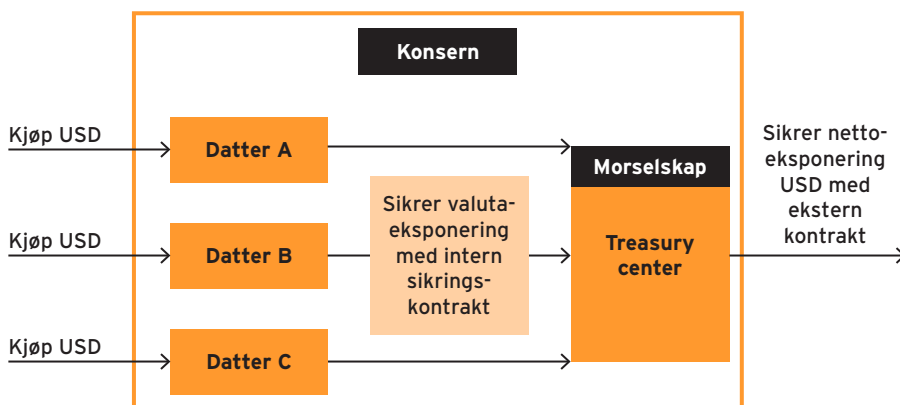 Konsern
Kjøp USD
Datter A
Kjøp USD
Datter B
Kjøp USD
Datter C
Sikrer valuta-
eksponering
med intern
sikrings-
kontrakt
Morselskap
Treasury
center
Sikrer netto-
eksponering
USD med
ekstern
kontrakt